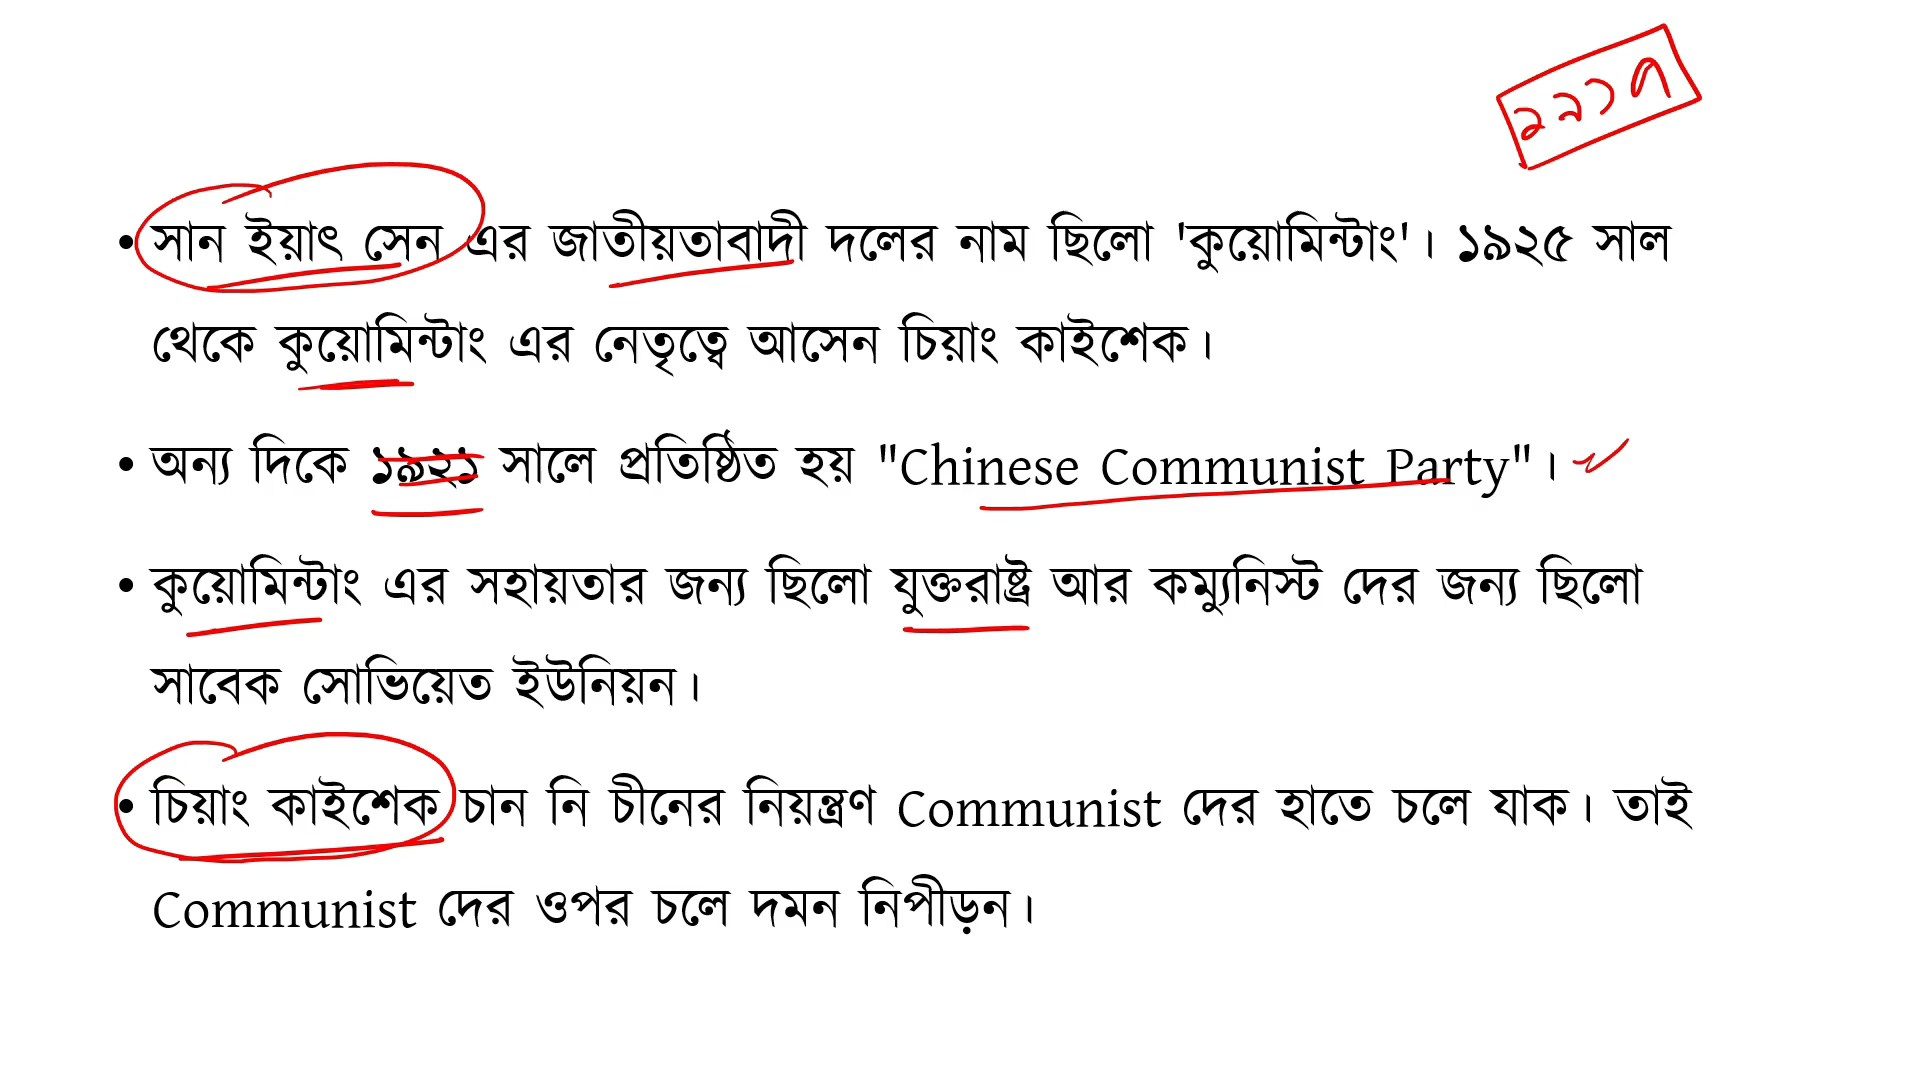 ১৯১৭
• সান ইয়াৎ সেন এর জাতীয়তাবাদী দলের নাম ছিলো 'কুয়োমিন্টাং'। ১৯২৫ সাল
থেকে কুয়োমিন্টাং এর নেতৃত্বে আসেন চিয়াং কাইশেক।
• অন্য দিকে ১৯২১ সালে প্রতিষ্ঠিত হয় "Chinese Communist Party"।
• কুয়োমিন্টাং এর সহায়তার জন্য ছিলো যুক্তরাষ্ট্র আর কম্যুনিস্ট দের জন্য ছিলো
সাবেক সোভিয়েত ইউনিয়ন।
• চিয়াং কাইশেক চান নি চীনের নিয়ন্ত্রণ Communist দের হাতে চলে যাক। তাই
Communist দের ওপর চলে দমন নিপীড়ন।